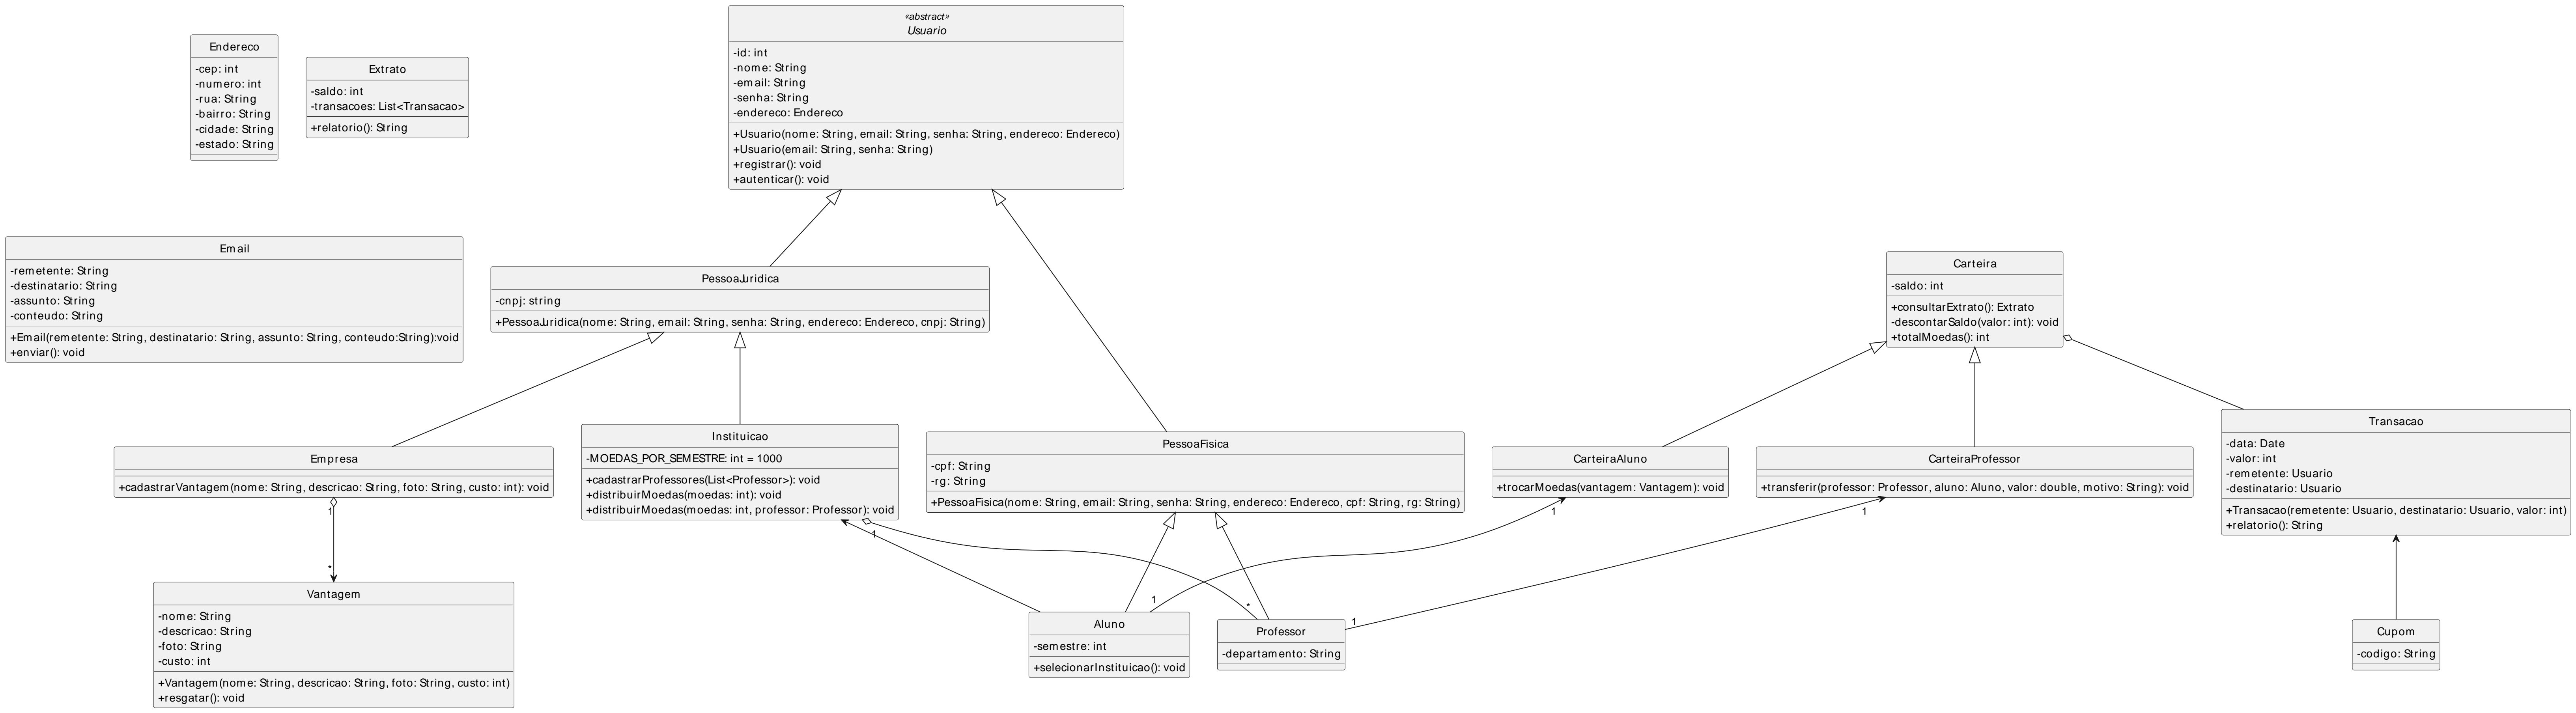 Endereco
-cep: int
-numero: int
-rua: String
-bairro: String
-cidade: String
-estado: String
Extrato
-saldo: int
-transacoes: List<Transacao>
+relatorio(): String
«abstract»
Usuario
-id: int
-nome: String
-email: String
-senha: String
-endereco: Endereco
+Usuario(nome: String, email: String, senha: String, endereco: Endereco)
+Usuario(email: String, senha: String)
+registrar(): void
+autenticar(): void
Email
-remetente: String
-destinatario: String
-assunto: String
-conteudo: String
+Email(remetente: String, destinatario: String, assunto: String, conteudo:String):void
+enviar(): void
PessoaJuridica
-cnpj: string
+PessoaJuridica(nome: String, email: String, senha: String, endereco: Endereco, cnpj: String)
Carteira
-saldo: int
+consultarExtrato(): Extrato
-descontarSaldo(valor: int): void
+totalMoedas(): int
Empresa
+cadastrarVantagem(nome: String, descricao: String, foto: String, custo: int): void
1
*
Instituicao
-MOEDAS_POR_SEMESTRE: int = 1000
+cadastrarProfessores(List<Professor>): void
+distribuirMoedas(moedas: int): void
+distribuirMoedas(moedas: int, professor: Professor): void
1
PessoaFisica
-cpf: String
-rg: String
+PessoaFisica(nome: String, email: String, senha: String, endereco: Endereco, cpf: String, rg: String)
CarteiraAluno
+trocarMoedas(vantagem: Vantagem): void
1
CarteiraProfessor
+transferir(professor: Professor, aluno: Aluno, valor: double, motivo: String): void
1
Transacao
-data: Date
-valor: int
-remetente: Usuario
-destinatario: Usuario
+Transacao(remetente: Usuario, destinatario: Usuario, valor: int)
+relatorio(): String
Vantagem
-nome: String
-descricao: String
-foto: String
-custo: int
+Vantagem(nome: String, descricao: String, foto: String, custo: int)
+resgatar(): void
1
Aluno
-semestre: int
+selecionarInstituicao(): void
*
Professor
-departamento: String
1
Cupom
-codigo: String